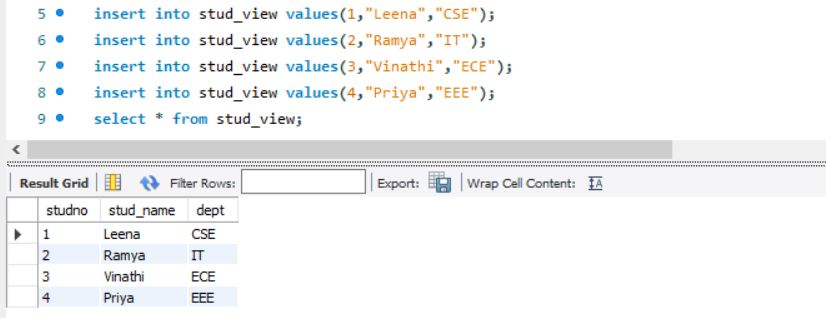 5 insert into stud_view values(1,"Leena","CSE");
6 insert into stud_view values(2,"Ramya","IT");
7 insert into stud_view values(3,"Vinathi","ECE");
8 insert into stud_view values(4,"Priya","EEE");
9 select * from stud_view;
Result Grid Filter Rows: Export: Wrap Cell Content: IA
studno stud_name dept
1 Leena CSE
2 Ramya IT
3 Vinathi ECE
4 Priya EEE